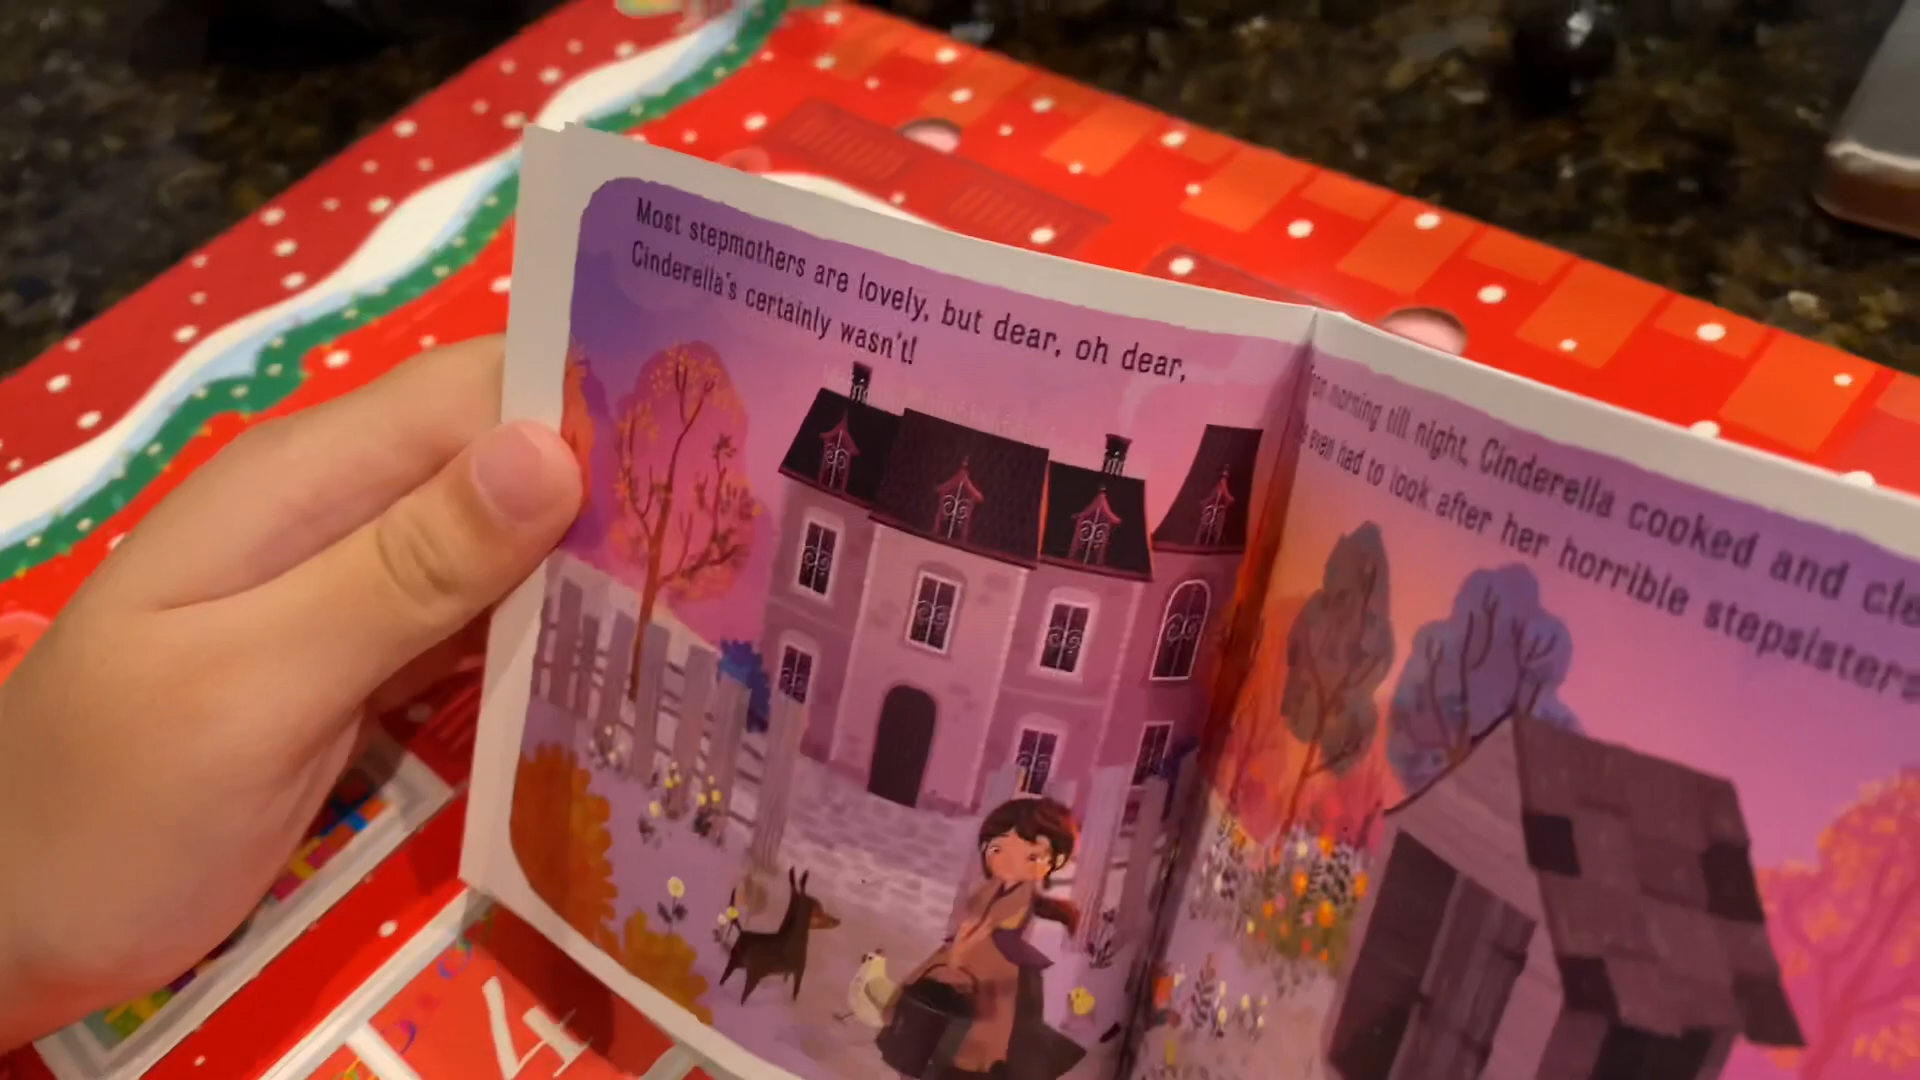 Most stepmothers are lovely, but dear, oh dear,
Cinderella's certainly wasn't!
morning till night, Cinderella cooked and
even had to look after her horrible stepsisters
4